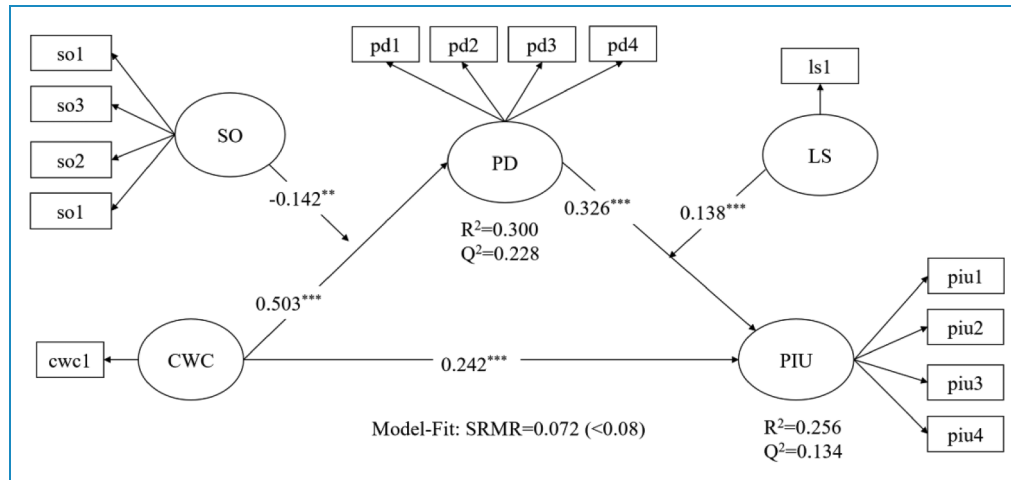 so1
so3
so2
so1
SO
pd1
pd2
pd3
pd4
PD
R²=0.300
Q²=0.228
ls1
LS
-0.142**
0.326***
0.138***
0.503***
cwc1
CWC
0.242***
PIU
piu1
piu2
piu3
piu4
R²=0.256
Q²=0.134
Model-Fit: SRMR=0.072 (<0.08)